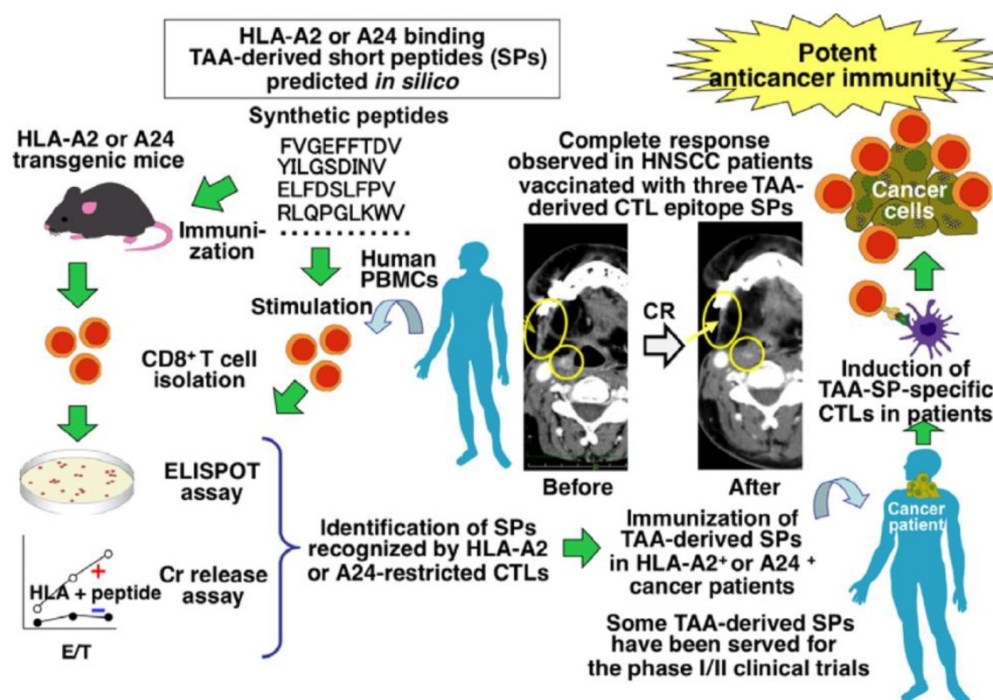 HLA-A2 or A24 binding
TAA-derived short peptides (SPs)
predicted in silico
Potent
anticancer immunity
Synthetic peptides
FVGEFFTDV
YILGSDINV
ELFDSLFPV
RLQPGLKWV
HLA-A2 or A24
transgenic mice
Immuni-
zation
Human
PBMCs
Stimulation
CD8+ T cell
isolation
Complete response
observed in HNSCC patients
vaccinated with three TAA-
derived CTL epitope SPs
CR
Before
After
Cancer
cells
Induction of
TAA-SP-specific
CTLs in patients
ELISPOT
assay
Cr release
assay
+
HLA + peptide
−
E/T
Identification of SPs
recognized by HLA-A2
or A24-restricted CTLs
Immunization of
TAA-derived SPs
in HLA-A2+ or A24 +
cancer patients
Cancer
patient
Some TAA-derived SPs
have been served for
the phase I/II clinical trials